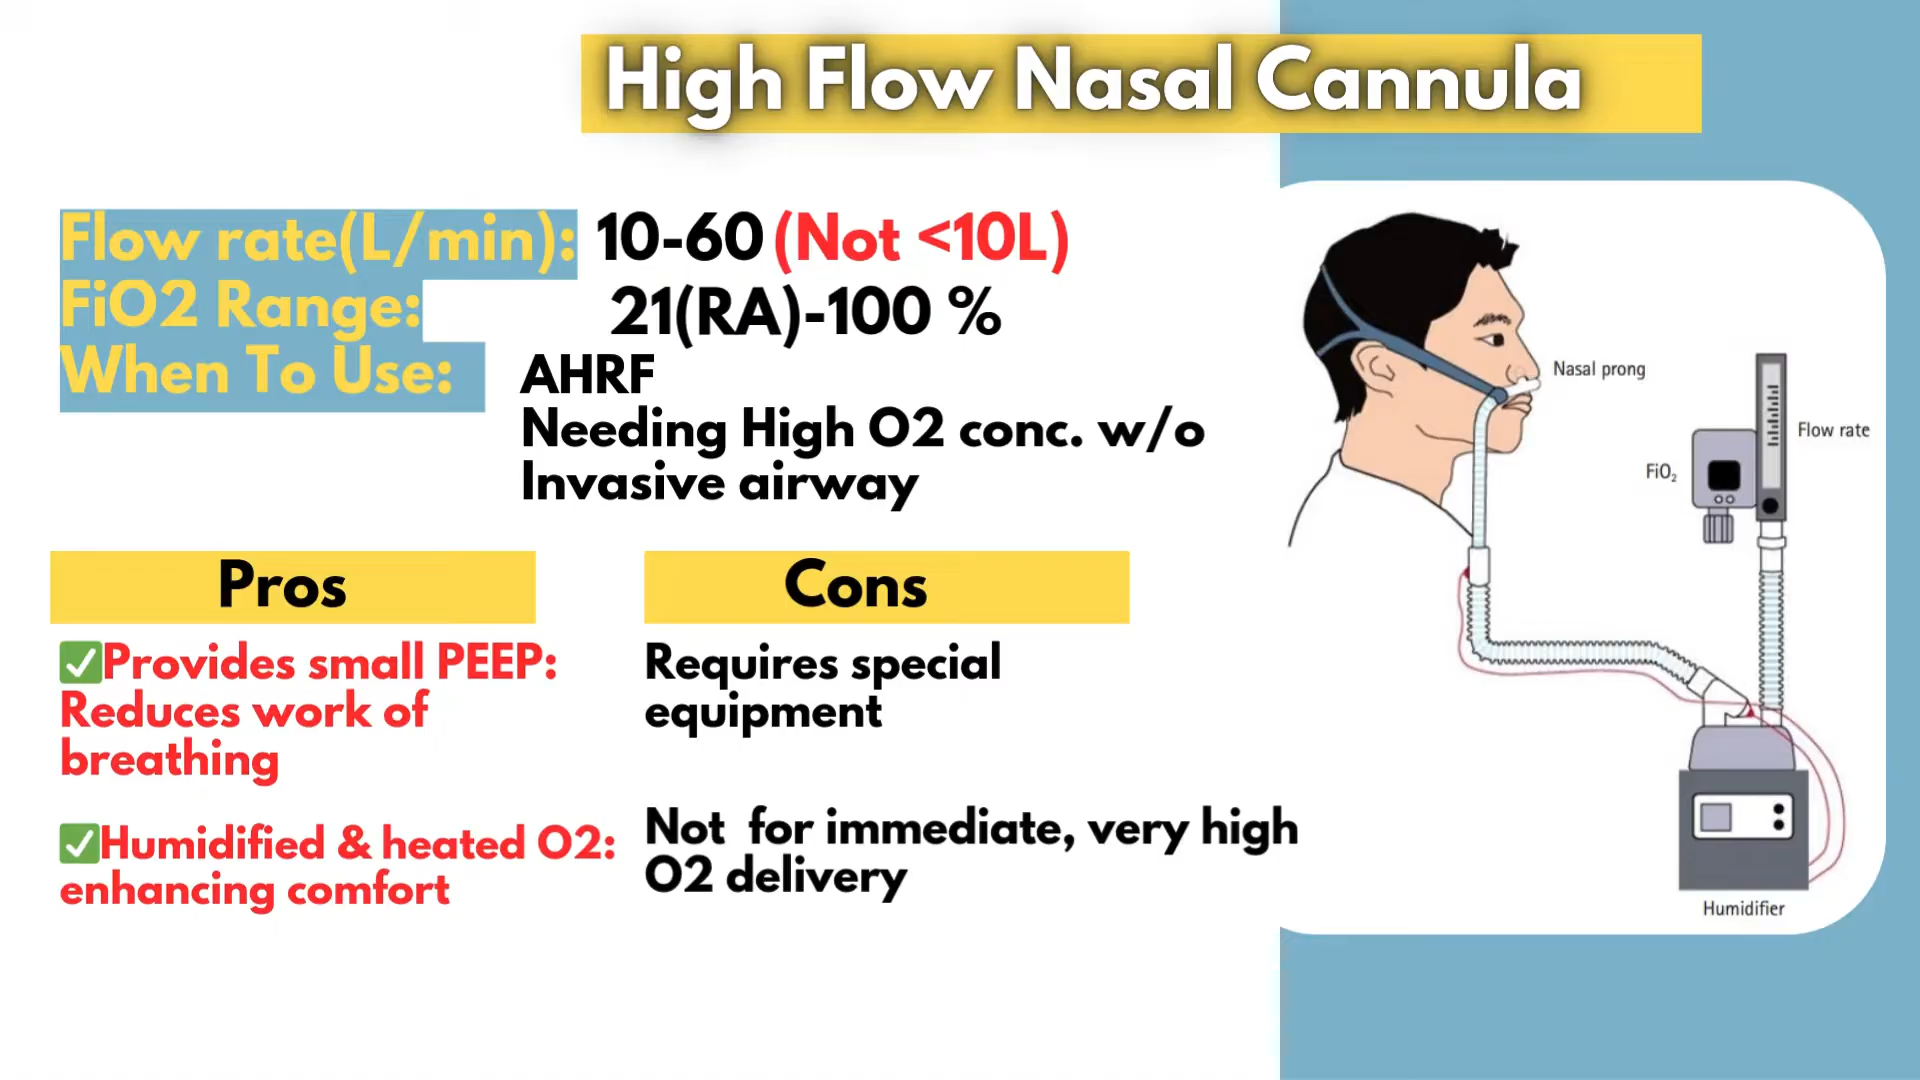 High Flow Nasal Cannula
Flow rate(L/min): 10-60 (Not <10L)
FiO2 Range: 21(RA)-100 %
When To Use: AHRF
Needing High O2 conc. w/o
Invasive airway
Pros
✅Provides small PEEP:
Reduces work of
breathing
✅Humidified & heated O2:
enhancing comfort
Cons
Requires special
equipment
Not for immediate, very high
O2 delivery
Nasal prong
Flow rate
FiO₂
Humidifier